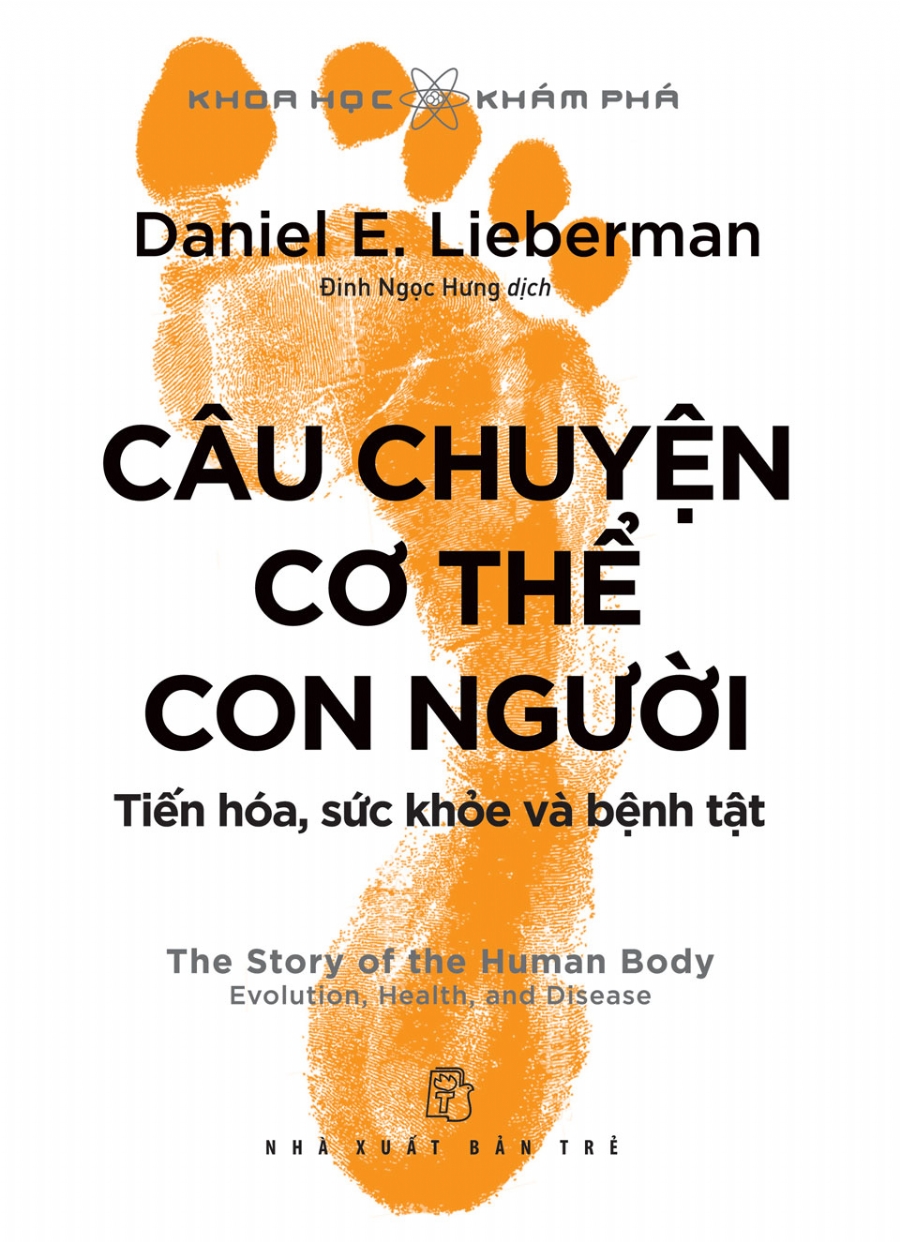 KHOA HỌC KHÁM PHÁ
Daniel E. Lieberman
Đinh Ngọc Hưng dịch
CÂU CHUYỆN
CƠ THỂ
CON NGƯỜI
Tiến hóa, sức khỏe và bệnh tật
The Story of the Human Body
Evolution, Health, and Disease
T
NHÀ XUẤT BẢN TRẺ